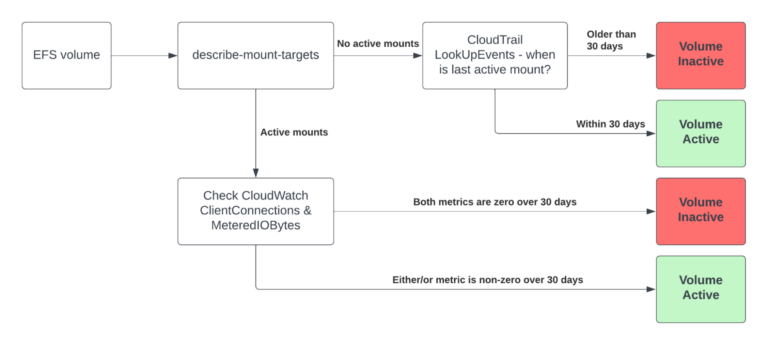 EFS volume
describe-mount-targets
No active mounts
CloudTrail
LookUpEvents - when
is last active mount?
Older than
30 days
Volume
Inactive
Within 30 days
Volume
Active
Active mounts
Check CloudWatch
ClientConnections &
MeteredIOBytes
Both metrics are zero over 30 days
Volume
Inactive
Either/or metric is non-zero over 30 days
Volume
Active